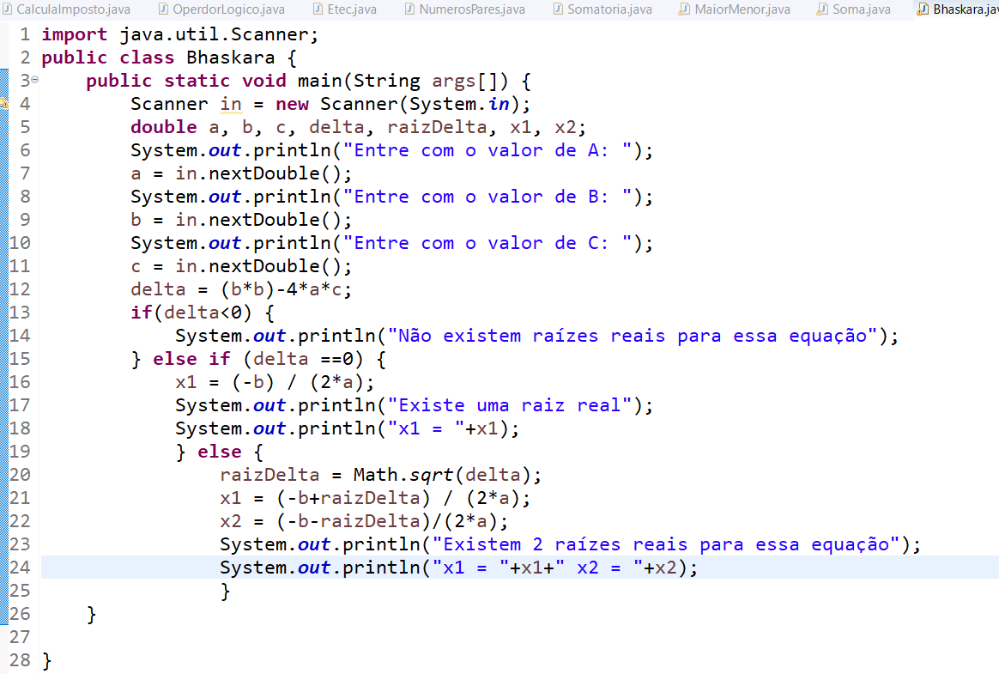 CalculaImposto.java OperdorLogico.java Etec.java NumerosPares.java Somatoria.java MaiorMenor.java Soma.java Bhaskara.jav
1 import java.util.Scanner;
2 public class Bhaskara {
3 public static void main(String args[]) {
4 Scanner in = new Scanner(System.in);
5 double a, b, c, delta, raizDelta, x1, x2;
6 System.out.println("Entre com o valor de A: ");
7 a = in.nextDouble();
8 System.out.println("Entre com o valor de B: ");
9 b = in.nextDouble();
10 System.out.println("Entre com o valor de C: ");
11 c = in.nextDouble();
12 delta = (b*b)-4*a*c;
13 if(delta<0) {
14 System.out.println("Não existem raízes reais para essa equação");
15 } else if (delta ==0) {
16 x1 = (-b) / (2*a);
17 System.out.println("Existe uma raiz real");
18 System.out.println("x1 = "+x1);
19 } else {
20 raizDelta = Math.sqrt(delta);
21 x1 = (-b+raizDelta) / (2*a);
22 x2 = (-b-raizDelta)/(2*a);
23 System.out.println("Existem 2 raízes reais para essa equação");
24 System.out.println("x1 = "+x1+" x2 = "+x2);
25 }
26 }
27
28 }